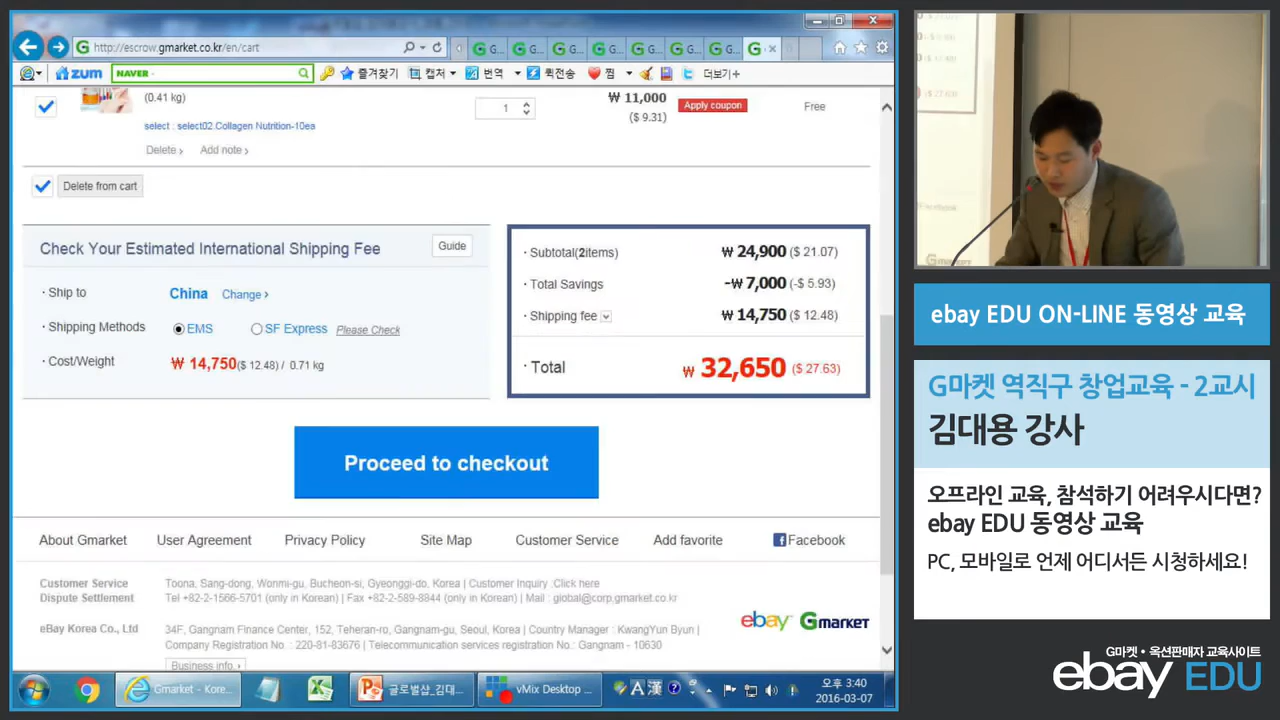 http://escrow.gmarket.co.kr/en/cart
G...
G...
G...
G...
G...
G...
G...
zum
NAVER
즐겨찾기
캡처
번역
퀵전송
찜
더보기+
(0.41 kg)
select : select02.Collagen Nutrition-10ea
Delete
Add note
1
₩ 11,000
($ 9.31)
Apply coupon
Free
Delete from cart
Check Your Estimated International Shipping Fee
Guide
· Ship to
China
Change
· Shipping Methods
EMS
SF Express
Please Check
· Cost/Weight
₩ 14,750($ 12.48)/ 0.71 kg
· Subtotal(2items)
₩ 24,900 ($ 21.07)
· Total Savings
-₩ 7,000 (-$ 5.93)
· Shipping fee
₩ 14,750 ($ 12.48)
· Total
₩ 32,650 ($ 27.63)
Proceed to checkout
About Gmarket
User Agreement
Privacy Policy
Site Map
Customer Service
Add favorite
Facebook
Customer Service
Dispute Settlement
Toona, Sang-dong, Wonmi-gu, Bucheon-si, Gyeonggi-do, Korea | Customer Inquiry :Click here
Tel +82-2-1566-5701 (only in Korean) | Fax +82-2-589-8844 (only in Korean) | Mail : global@corp.gmarket.co.kr
eBay Korea Co., Ltd
34F, Gangnam Finance Center, 152, Teheran-ro, Gangnam-gu, Seoul, Korea | Country Manager : KwangYun Byun |
Company Registration No. : 220-81-83676 | Telecommunication services registration No.: Gangnam - 10630
Business info.
ebay Gmarket
Gmarket - Kore...
글로벌샵_김대...
vMix Desktop ...
A 漢
오후 3:40
2016-03-07
ebay EDU ON-LINE 동영상 교육
G마켓 역직구 창업교육 - 2교시
김대용 강사
오프라인 교육, 참석하기 어려우시다면?
ebay EDU 동영상 교육
PC, 모바일로 언제 어디서든 시청하세요!
G마켓 • 옥션판매자 교육사이트
ebay EDU